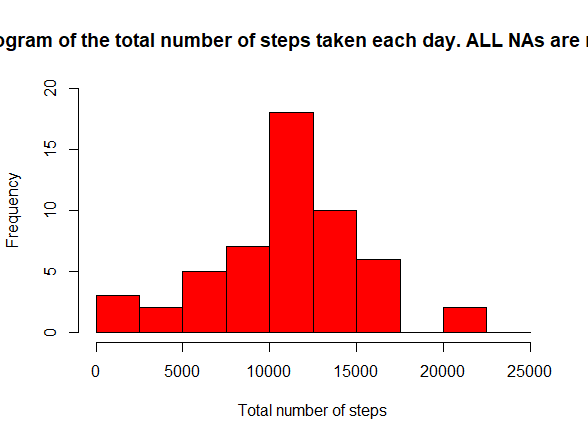 ogram of the total number of steps taken each day. ALL NAs are
20
15
10
5
0
Frequency
0 5000 10000 15000 20000 25000
Total number of steps